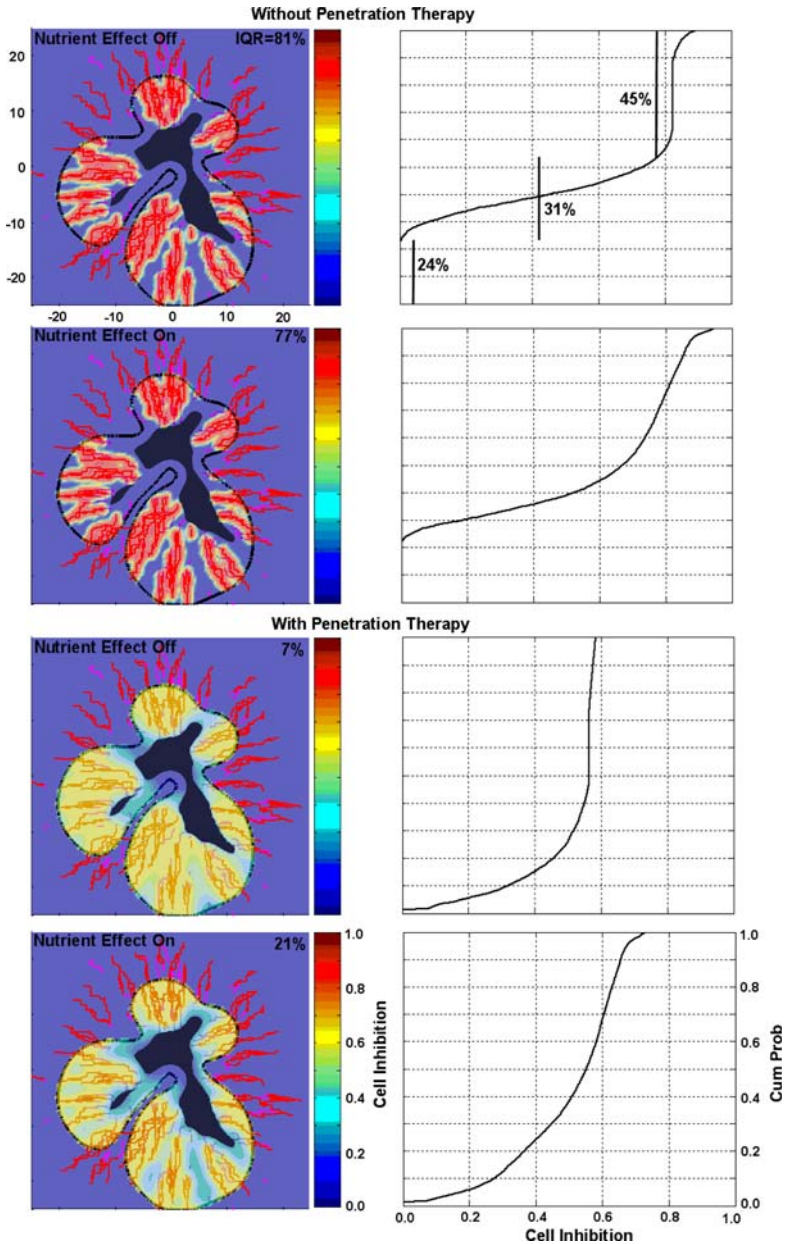 Without Penetration Therapy
Nutrient Effect Off IQR=81%
20
10
0
-10
-20
-20 -10 0 10 20
45%
31%
24%
Nutrient Effect On 77%
With Penetration Therapy
Nutrient Effect Off 7%
Nutrient Effect On 21%
1.0
0.8
0.6
0.4
0.2
0.0
Cell Inhibition
1.0
0.8
0.6
0.4
0.2
0.0
Cum Prob
0.0 0.2 0.4 0.6 0.8 1.0
Cell Inhibition